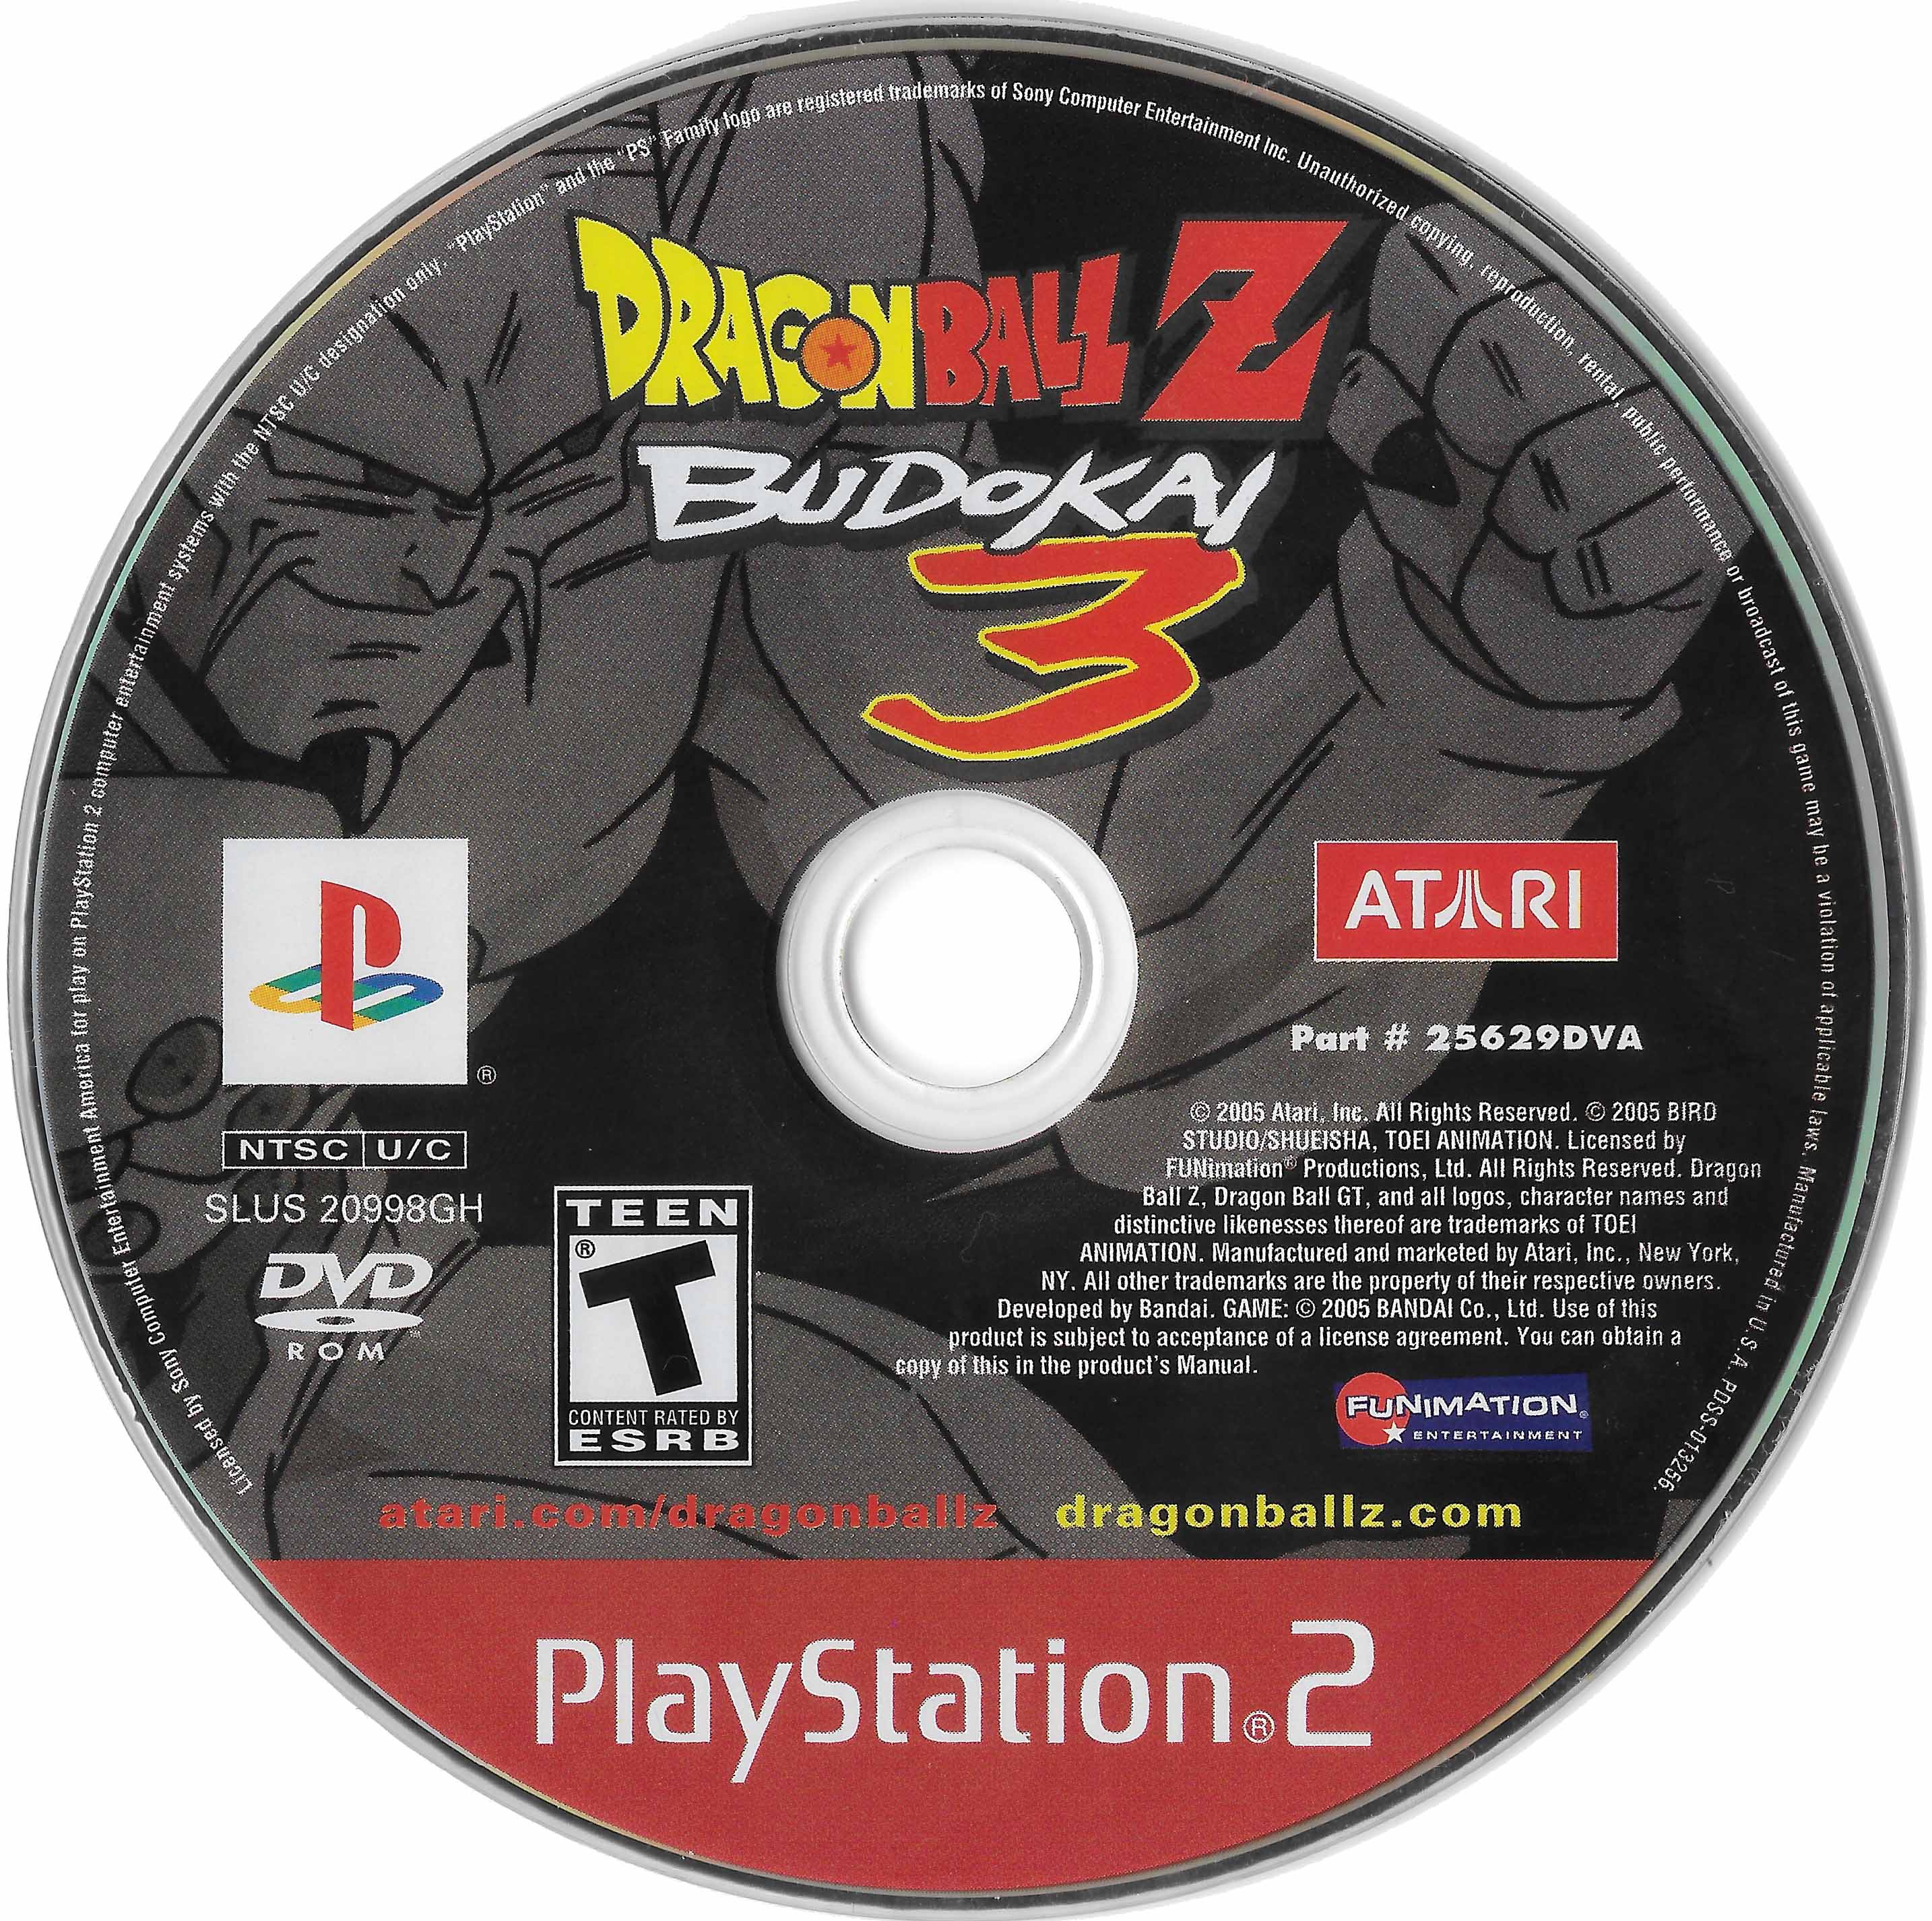 Licensed by Sony Computer Entertainment America for play on PlayStation 2 computer entertainment systems with the NTSC U/C designation only. "PlayStation" and the "PS" Family logo are registered trademarks of Sony Computer Entertainment Inc. Unauthorized copying, reproduction, rental, public performance or broadcast of this game may be a violation of applicable laws. Manufactured in U.S.A. PDSS-013266.
DRAGON BALL Z
BUDOKAI
3
ATARI
Part # 25629DVA
®
NTSC U/C
SLUS 20998GH
DVD
ROM
TM
TEEN
®
T
CONTENT RATED BY
ESRB
© 2005 Atari, Inc. All Rights Reserved. © 2005 BIRD
STUDIO/SHUEISHA, TOEI ANIMATION. Licensed by
FUNimation® Productions, Ltd. All Rights Reserved. Dragon
Ball Z, Dragon Ball GT, and all logos, character names and
distinctive likenesses thereof are trademarks of TOEI
ANIMATION. Manufactured and marketed by Atari, Inc., New York,
NY. All other trademarks are the property of their respective owners.
Developed by Bandai. GAME: © 2005 BANDAI Co., Ltd. Use of this
product is subject to acceptance of a license agreement. You can obtain a
copy of this in the product's Manual.
FUNIMATION®
ENTERTAINMENT
atari.com/dragonballz dragonballz.com
PlayStation®2